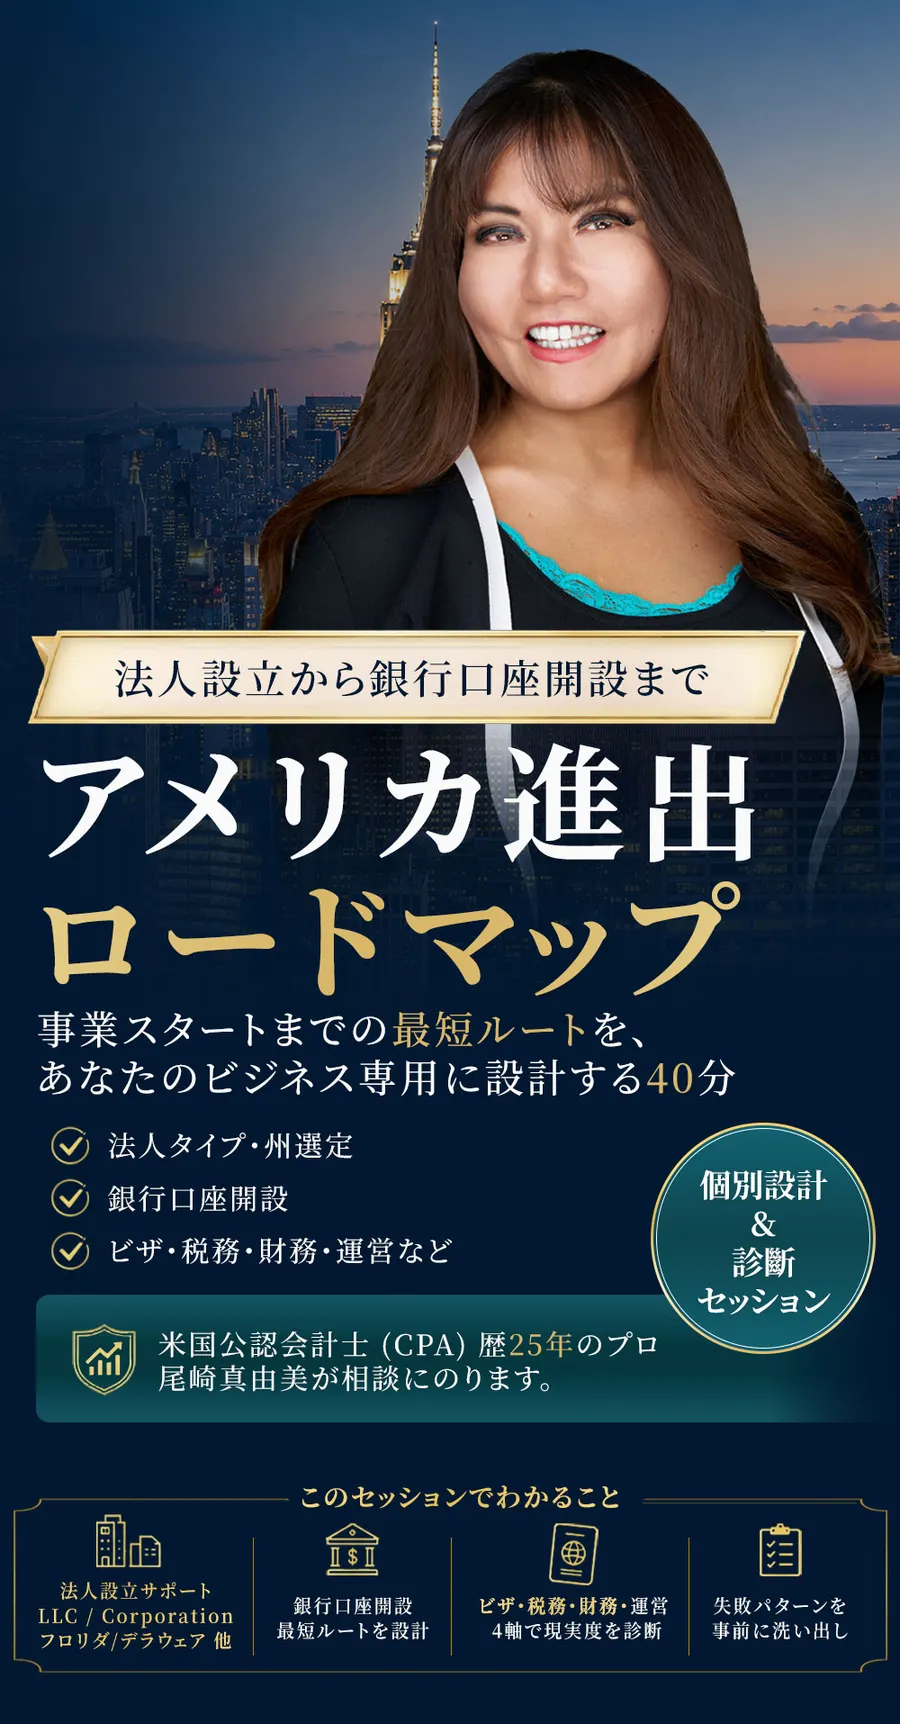 法人設立から銀行口座開設まで
アメリカ進出
ロードマップ
事業スタートまでの最短ルートを、
あなたのビジネス専用に設計する40分
法人タイプ・州選定
銀行口座開設
ビザ・税務・財務・運営など
個別設計
&
診断
セッション
米国公認会計士 (CPA) 歴25年のプロ
尾崎真由美が相談にのります。
このセッションでわかること
法人設立サポート
LLC / Corporation
フロリダ/デラウェア 他
銀行口座開設
最短ルートを設計
ビザ・税務・財務・運営
4軸で現実度を診断
失敗パターンを
事前に洗い出し